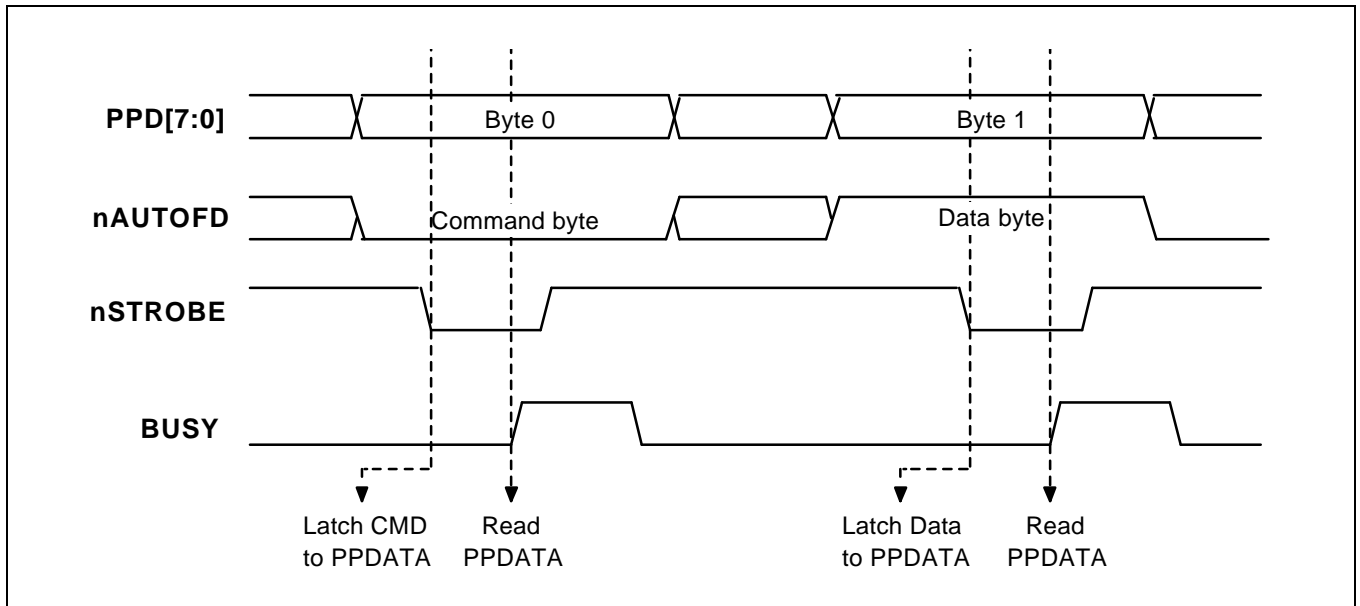 PPD[7:0]
Byte 0
Byte 1
nAUTOFD
Command byte
Data byte
nSTROBE
BUSY
Latch CMD
to PPDATA
Read
PPDATA
Latch Data
to PPDATA
Read
PPDATA